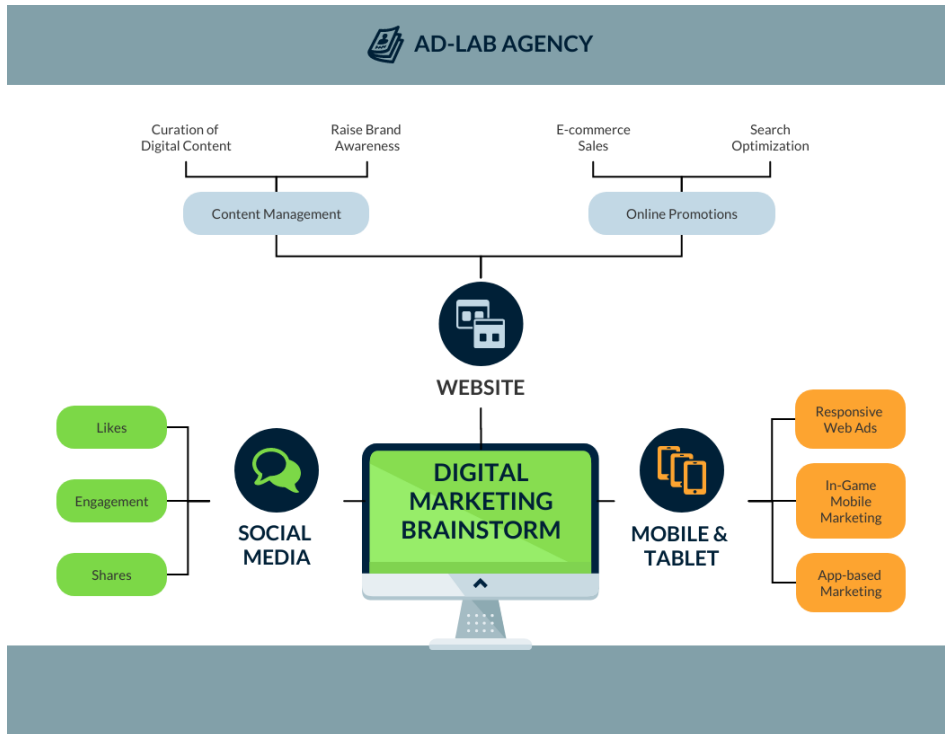 AD-LAB AGENCY
Curation of
Digital Content
Raise Brand
Awareness
E-commerce
Sales
Search
Optimization
Content Management
Online Promotions
WEBSITE
Likes
Engagement
Shares
SOCIAL
MEDIA
DIGITAL
MARKETING
BRAINSTORM
MOBILE &
TABLET
Responsive
Web Ads
In-Game
Mobile
Marketing
App-based
Marketing